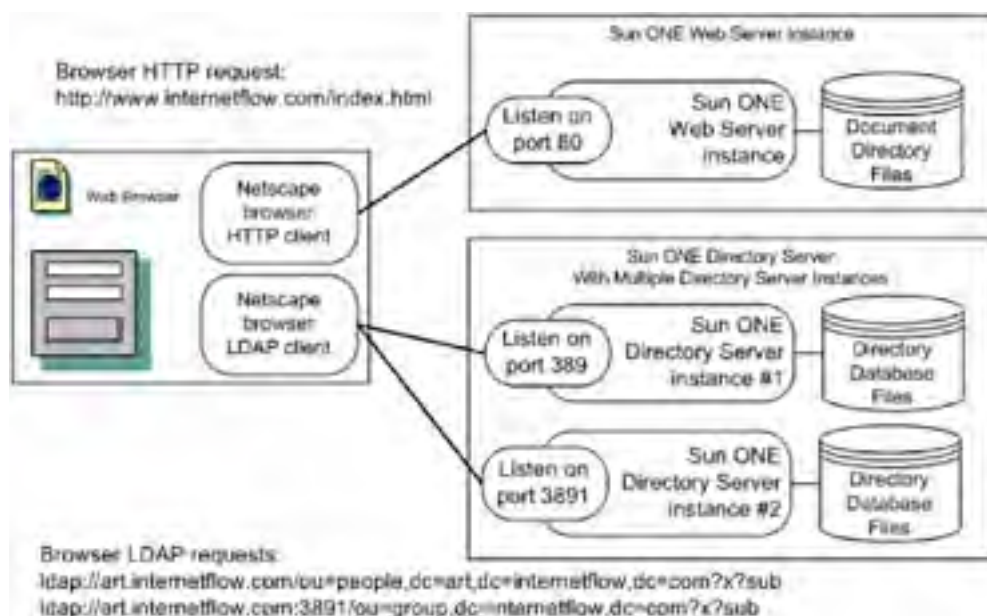 Sun ONE Web Server instance
Browser HTTP request:
http://www.internetflow.com/index.html
Listen on
port 80
Sun ONE
Web Server
instance
Document
Directory
Files
Web Browser
Netscape
browser
HTTP client
Netscape
browser
LDAP client
Sun ONE Directory Server
With Multiple Directory Server Instances
Listen on
port 389
Sun ONE
Directory Server
instance #1
Directory
Database
Files
Listen on
port 3891
Sun ONE
Directory Server
instance #2
Directory
Database
Files
Browser LDAP requests:
ldap://art.internetflow.com/ou=people,dc=art,dc=internetflow,dc=com?x?sub
ldap://art.internetflow.com:3891/ou=group,dc=internetflow,dc=com?x?sub